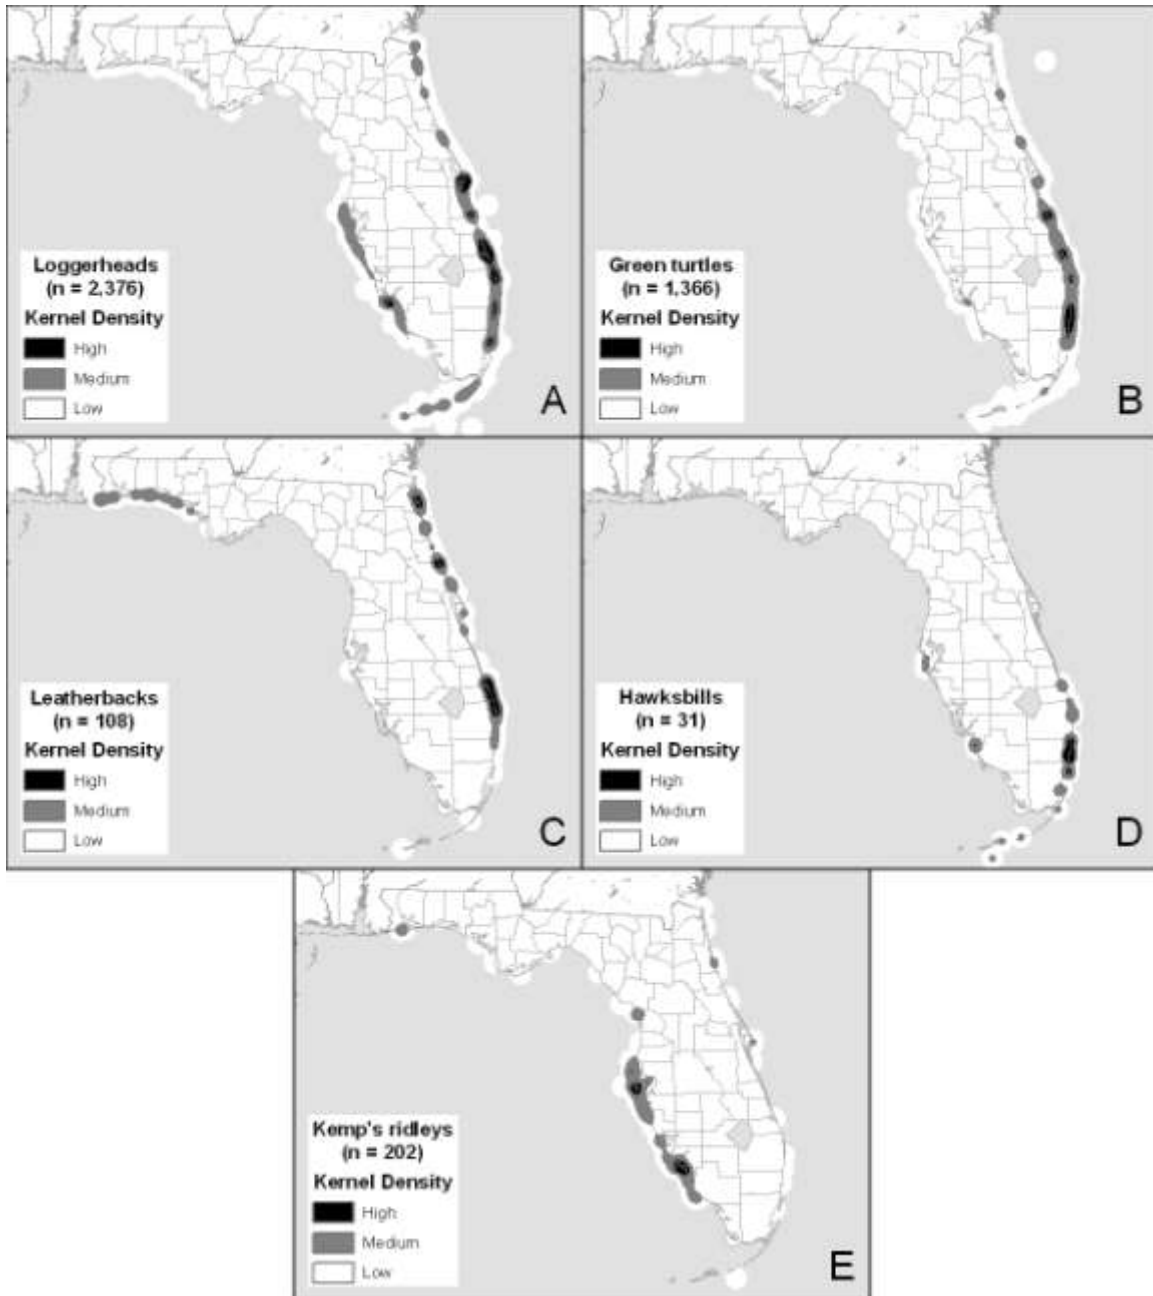 Loggerheads
(n = 2,376)
Kernel Density
High
Medium
Low
A
Green turtles
(n = 1,366)
Kernel Density
High
Medium
Low
B
Leatherbacks
(n = 108)
Kernel Density
High
Medium
Low
C
Hawksbills
(n = 31)
Kernel Density
High
Medium
Low
D
Kemp's ridleys
(n = 202)
Kernel Density
High
Medium
Low
E